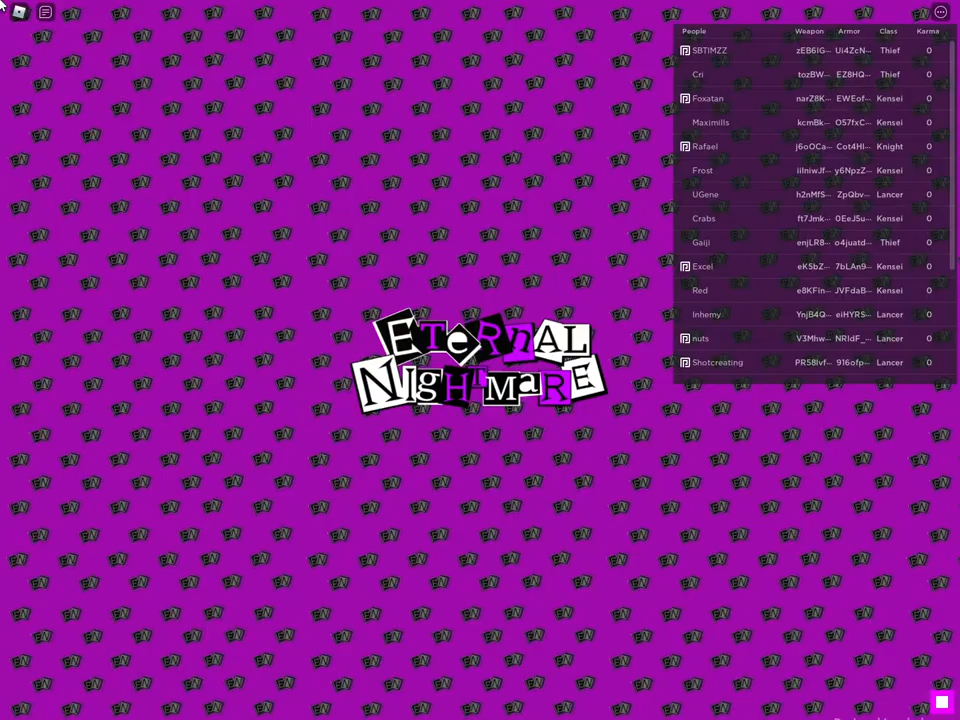 People Weapon Armor Class Karma
SBTIMZZ zEB6IG... Ui4ZcN... Thief 0
Cri tozBW... EZ8HQ... Thief 0
Foxatan narZ8K... EWEof... Kensei 0
Maximills kcmBk... O57fxC... Kensei 0
Rafael j6oOCa... Cot4HI... Knight 0
Frost iiIniwJf... y6NpzZ... Kensei 0
UGene h2nMfS... ZpQbv... Lancer 0
Crabs ft7Jmk... 0EeJ5u... Kensei 0
Gaiji enjLR8... o4juatd... Thief 0
Excel eK5bZ... 7bLAn9... Kensei 0
Red e8KFin... JVFdaB... Kensei 0
Inhemy YnjB4Q... eiHYRS... Lancer 0
nuts V3Mhw... NRIdF_... Lancer 0
Shotcreating PR58lvf... 916ofp... Lancer 0
ETeRnAL
NIgHTMaRE